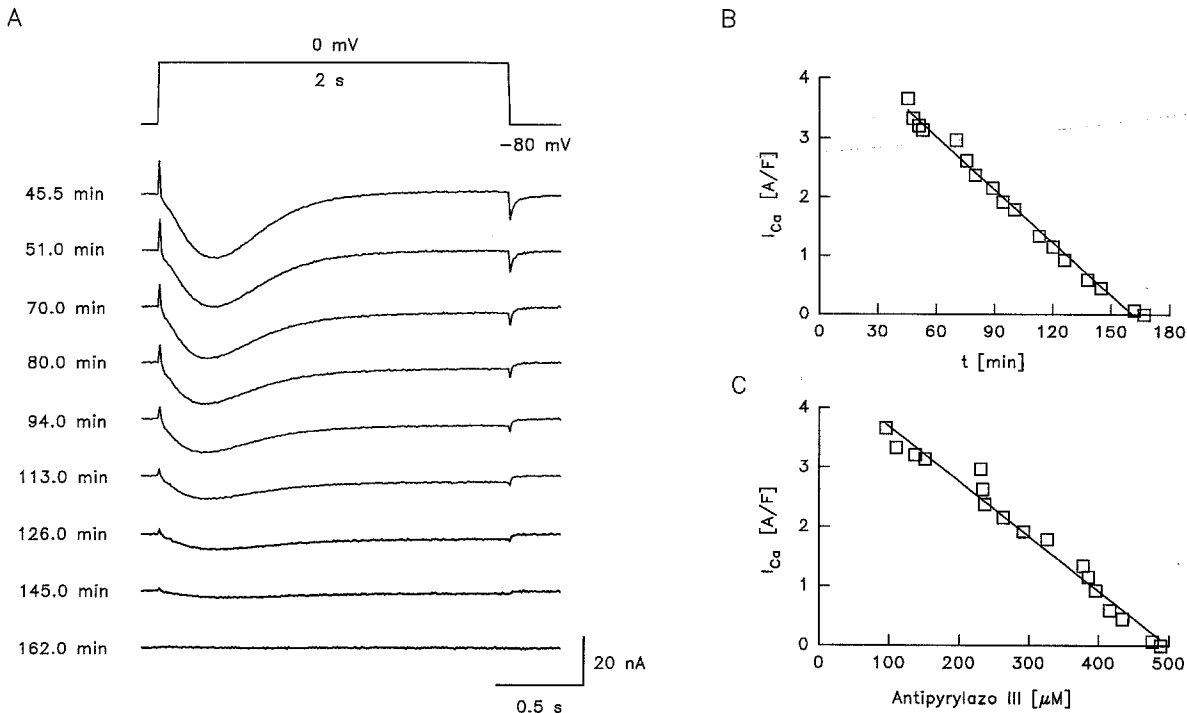 A
0 mV
2 s
−80 mV
45.5 min
51.0 min
70.0 min
80.0 min
94.0 min
113.0 min
126.0 min
145.0 min
162.0 min
20 nA
0.5 s
B
I_Ca [A/F]
4
3
2
1
0
0 30 60 90 120 150 180
t [min]
C
I_Ca [A/F]
4
3
2
1
0
0 100 200 300 400 500
Antipyrylazo III [μM]